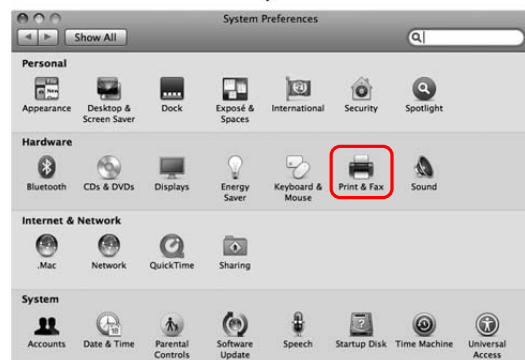 System Preferences
Show All
Personal
Appearance
Desktop &
Screen Saver
Dock
Exposé &
Spaces
International
Security
Spotlight
Hardware
Bluetooth
CDs & DVDs
Displays
Energy
Saver
Keyboard &
Mouse
Print & Fax
Sound
Internet & Network
.Mac
Network
QuickTime
Sharing
System
Accounts
Date & Time
Parental
Controls
Software
Update
Speech
Startup Disk
Time Machine
Universal
Access